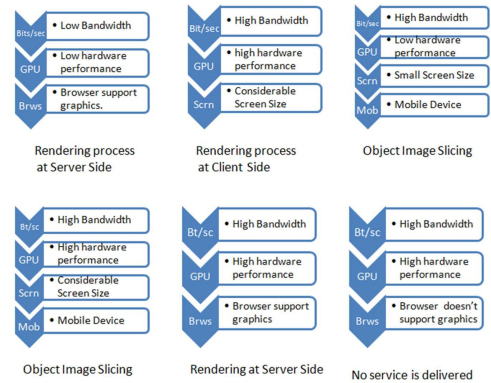 Bits/sec
• Low Bandwidth
GPU
• Low hardware
performance
Brws
• Browser support
graphics.
Rendering process
at Server Side
Bit/sec
• High Bandwidth
GPU
• high hardware
performance
Scrn
• Considerable
Screen Size
Rendering process
at Client Side
Bit/sec
• High Bandwidth
GPU
• Low hardware
performance
Scrn
• Small Screen Size
Mob
• Mobile Device
Object Image Slicing
Bt/sc
• High Bandwidth
GPU
• High hardware
performance
Scrn
• Considerable
Screen Size
Mob
• Mobile Device
Object Image Slicing
Bt/sc
• High Bandwidth
GPU
• High hardware
performance
Brws
• Browser support
graphics
Rendering at Server Side
Bt/sc
• High Bandwidth
GPU
• High hardware
performance
Brws
• Browser doesn't
support graphics
No service is delivered